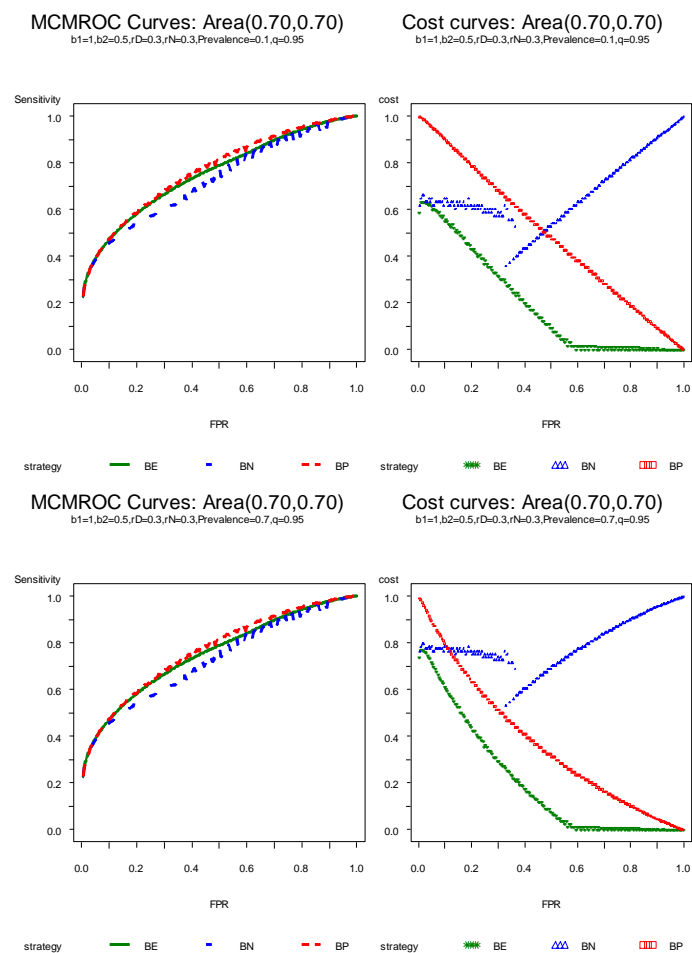 MCMROC Curves: Area(0.70,0.70)
b1=1,b2=0.5,rD=0.3,rN=0.3,Prevalence=0.1,q=0.95
Sensitivity
1.0
0.8
0.6
0.4
0.2
0.0
0.0 0.2 0.4 0.6 0.8 1.0
FPR
strategy BE BN BP
Cost curves: Area(0.70,0.70)
b1=1,b2=0.5,rD=0.3,rN=0.3,Prevalence=0.1,q=0.95
cost
1.0
0.8
0.6
0.4
0.2
0.0
0.0 0.2 0.4 0.6 0.8 1.0
FPR
strategy BE BN BP
MCMROC Curves: Area(0.70,0.70)
b1=1,b2=0.5,rD=0.3,rN=0.3,Prevalence=0.7,q=0.95
Sensitivity
1.0
0.8
0.6
0.4
0.2
0.0
0.0 0.2 0.4 0.6 0.8 1.0
FPR
strategy BE BN BP
Cost curves: Area(0.70,0.70)
b1=1,b2=0.5,rD=0.3,rN=0.3,Prevalence=0.7,q=0.95
cost
1.0
0.8
0.6
0.4
0.2
0.0
0.0 0.2 0.4 0.6 0.8 1.0
FPR
strategy BE BN BP